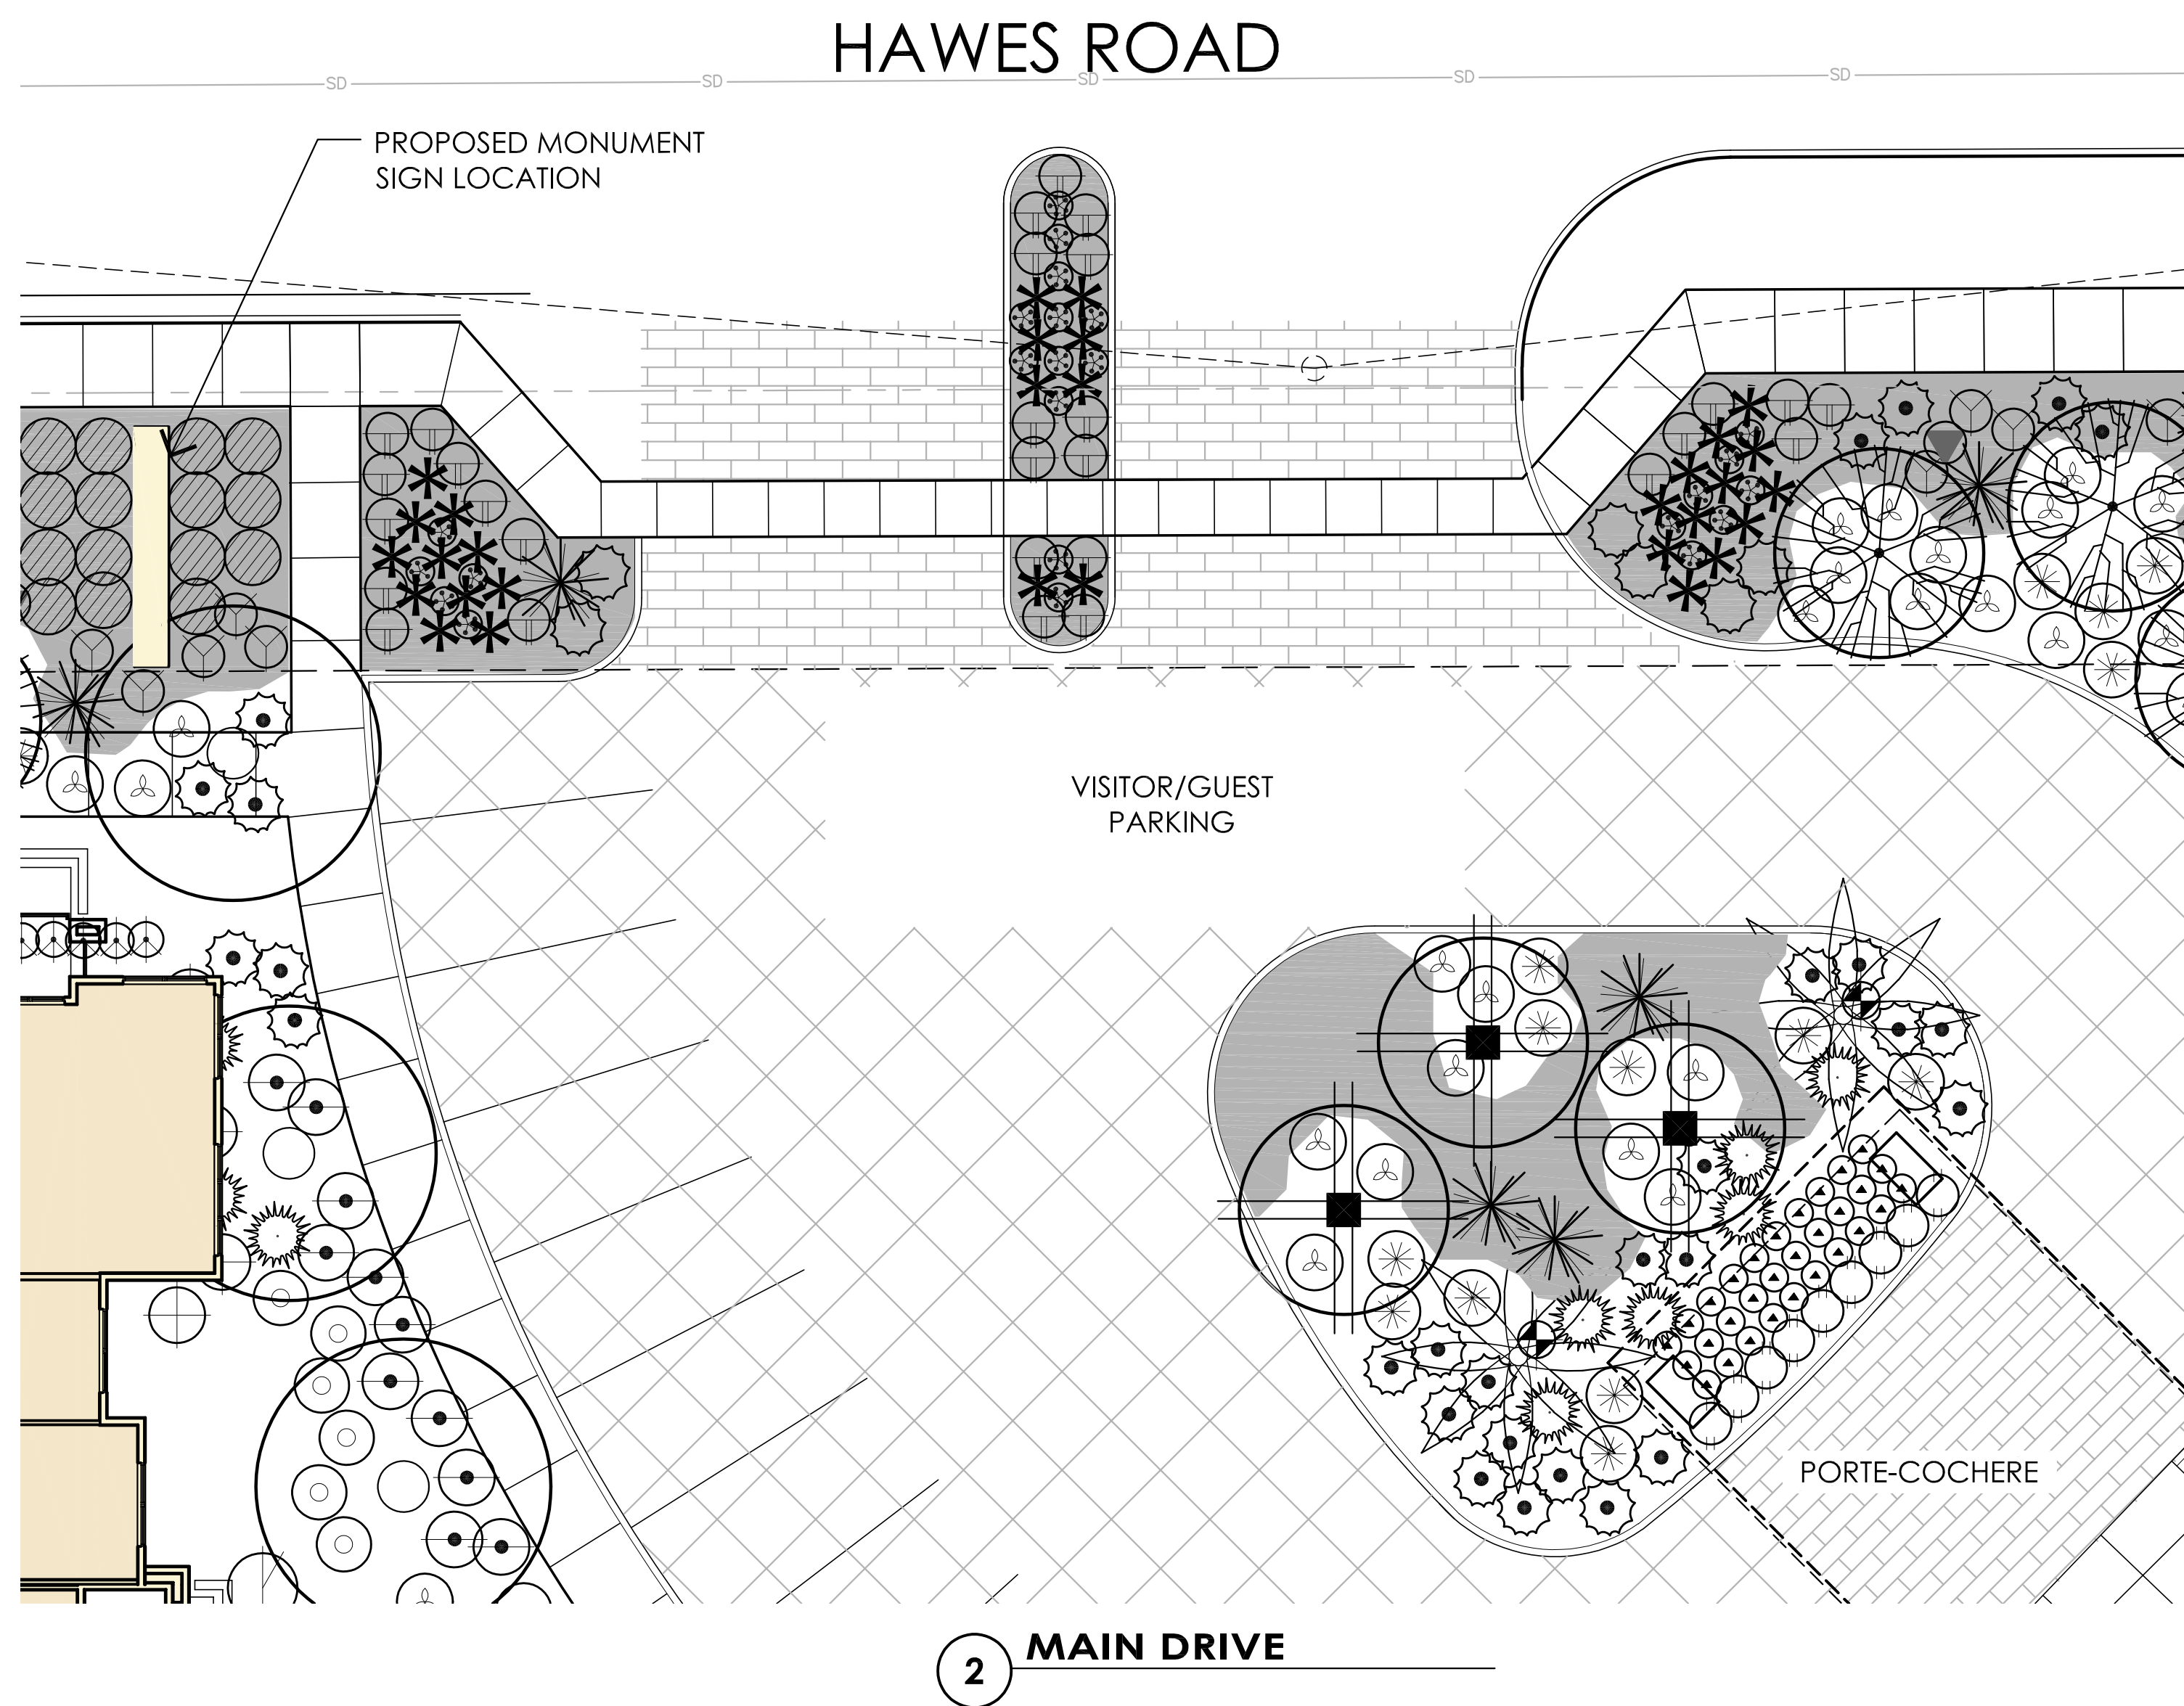 HAWES ROAD
SD SD SD SD SD
PROPOSED MONUMENT
SIGN LOCATION
VISITOR/GUEST
PARKING
PORTE-COCHERE
2 MAIN DRIVE